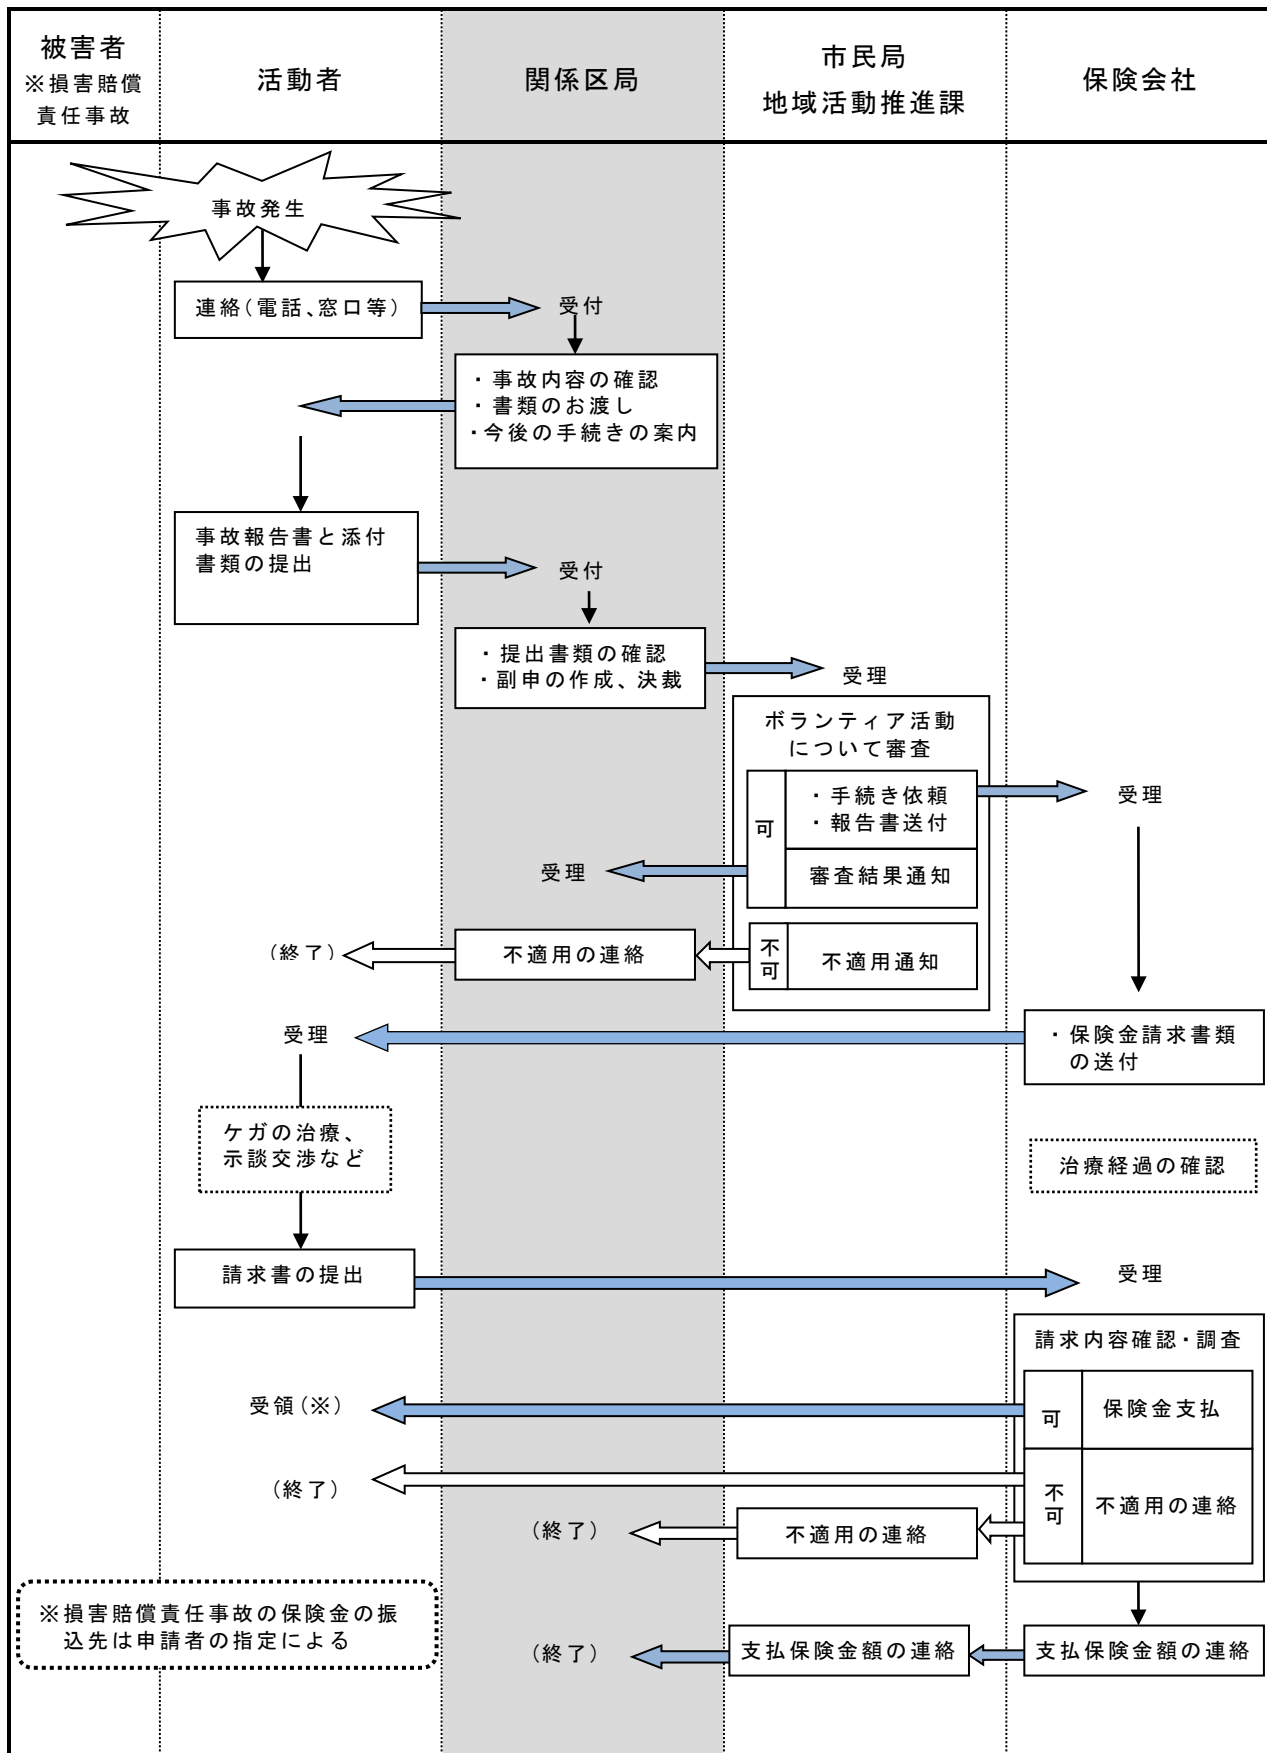 被害者
※損害賠償
責任事故
活動者
関係区局
市民局
地域活動推進課
保険会社
事故発生
連絡(電話、窓口等)
受付
・事故内容の確認
・書類のお渡し
・今後の手続きの案内
事故報告書と添付
書類の提出
受付
・提出書類の確認
・副申の作成、決裁
受理
ボランティア活動
について審査
可
・手続き依頼
・報告書送付
受理
審査結果通知
受理
不
可
不適用通知
不適用の連絡
(終了)
・保険金請求書類
の送付
受理
ケガの治療、
示談交渉など
治療経過の確認
請求書の提出
受理
請求内容確認・調査
可
保険金支払
受領(※)
不
可
不適用の連絡
(終了)
不適用の連絡
(終了)
※損害賠償責任事故の保険金の振
込先は申請者の指定による
支払保険金額の連絡
支払保険金額の連絡
(終了)